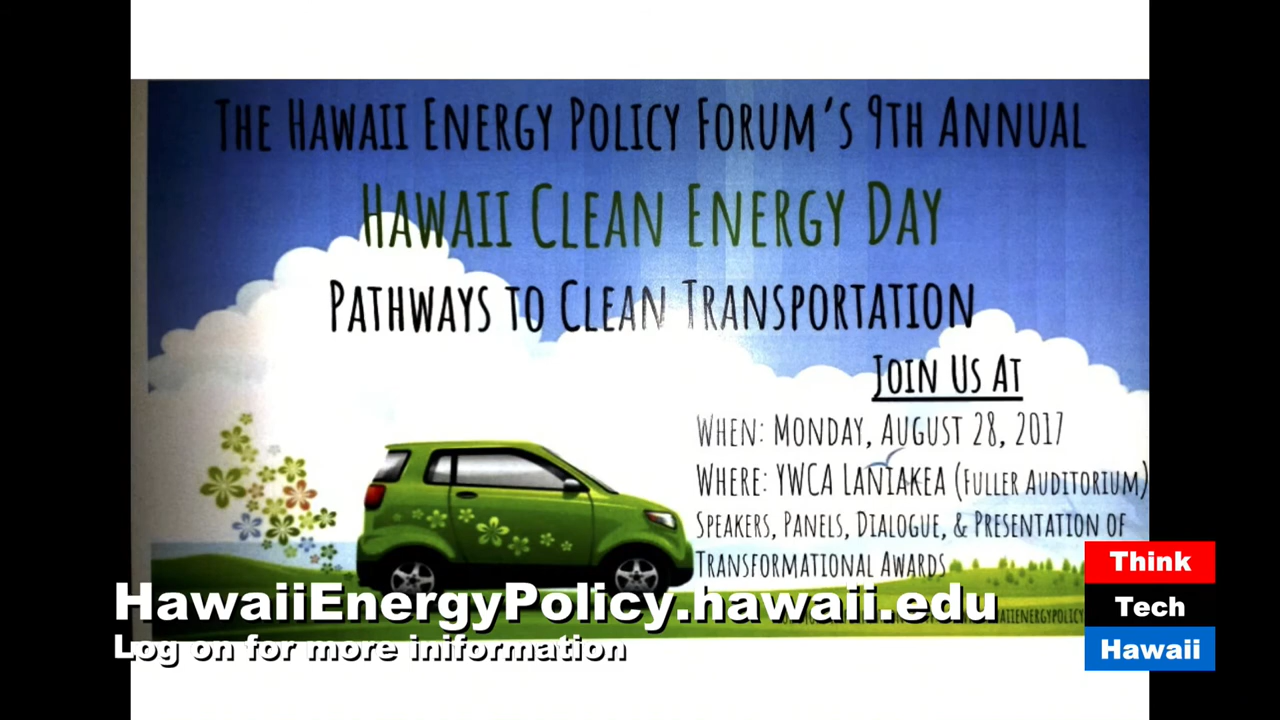 The Hawaii Energy Policy Forum's 9th Annual
Hawaii Clean Energy Day
Pathways to Clean Transportation
Join Us At
When: Monday, August 28, 2017
Where: YWCA Laniakea (Fuller Auditorium)
Speakers, Panels, Dialogue, & Presentation of
Transformational Awards
HawaiiEnergyPolicy.hawaii.edu
Log on for more iniformation
Think
Tech
Hawaii